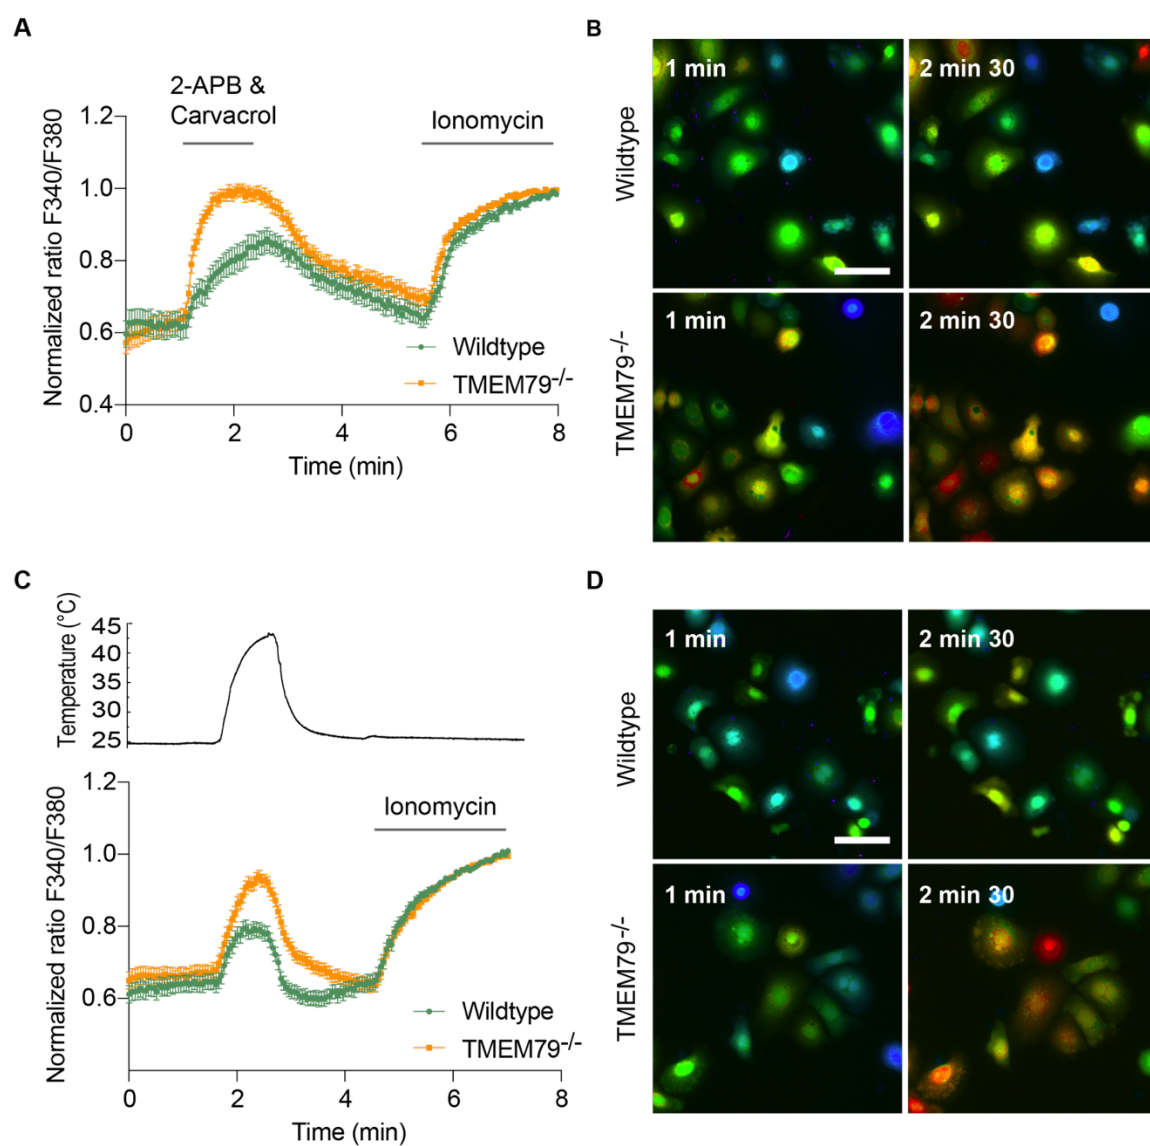 A
2-APB &
Carvacrol
Ionomycin
Normalized ratio F340/F380
1.2
1.0
0.8
0.6
0.4
0
2
4
6
8
Time (min)
Wildtype
TMEM79-/-
B
Wildtype
1 min
2 min 30
TMEM79-/-
1 min
2 min 30
C
Temperature (°C)
45
40
35
30
25
Normalized ratio F340/F380
1.2
1.0
0.8
0.6
Ionomycin
Wildtype
TMEM79-/-
0
2
4
6
8
Time (min)
D
Wildtype
1 min
2 min 30
TMEM79-/-
1 min
2 min 30